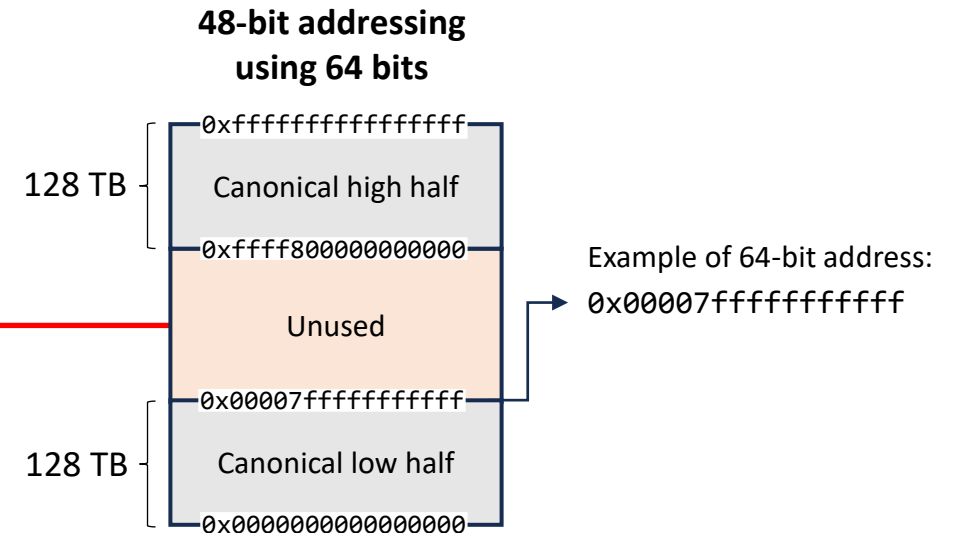 48-bit addressing
using 64 bits
0xffffffffffffffff
128 TB
Canonical high half
0xffff800000000000
Example of 64-bit address:
0x00007fffffffffff
Unused
0x00007fffffffffff
128 TB
Canonical low half
0x0000000000000000